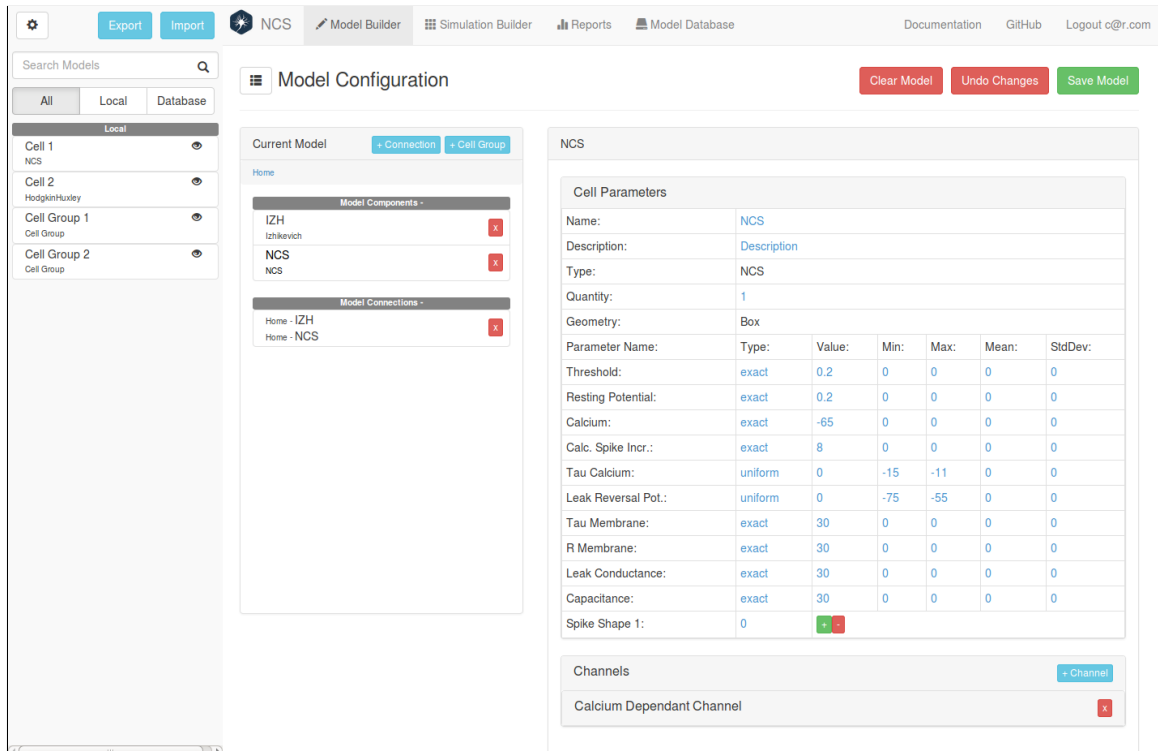 Export Import NCS Model Builder Simulation Builder Reports Model Database Documentation GitHub Logout c@r.com
Search Models
All Local Database
Local
Cell 1
NCS
Cell 2
HodgkinHuxley
Cell Group 1
Cell Group
Cell Group 2
Cell Group
Model Configuration
Clear Model Undo Changes Save Model
Current Model + Connection + Cell Group
Home
Model Components -
IZH
Izhikevich
x
NCS
NCS
x
Model Connections -
Home - IZH
Home - NCS
x
NCS
Cell Parameters
Name: NCS
Description: Description
Type: NCS
Quantity: 1
Geometry: Box
Parameter Name: Type: Value: Min: Max: Mean: StdDev:
Threshold: exact 0.2 0 0 0 0
Resting Potential: exact 0.2 0 0 0 0
Calcium: exact -65 0 0 0 0
Calc. Spike Incr.: exact 8 0 0 0 0
Tau Calcium: uniform 0 -15 -11 0 0
Leak Reversal Pot.: uniform 0 -75 -55 0 0
Tau Membrane: exact 30 0 0 0 0
R Membrane: exact 30 0 0 0 0
Leak Conductance: exact 30 0 0 0 0
Capacitance: exact 30 0 0 0 0
Spike Shape 1: 0 + -
Channels + Channel
Calcium Dependant Channel x